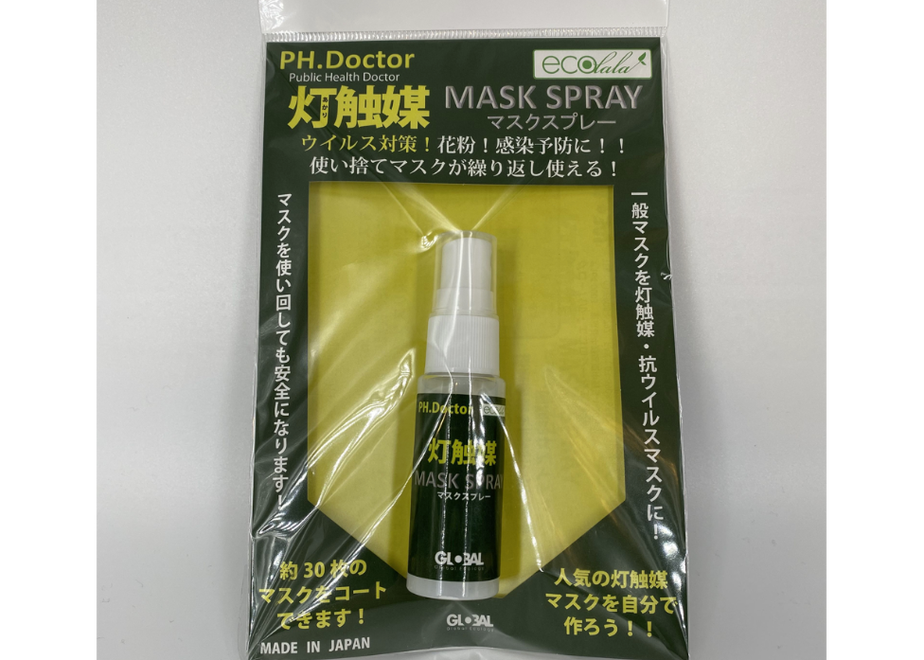 PH.Doctor
Public Health Doctor
ecolala
灯触媒
あかり
MASK SPRAY
マスクスプレー
ウイルス対策！花粉！感染予防に！！
使い捨てマスクが繰り返し使える！
一般マスクを灯触媒・抗ウイルスマスクに！
マスクを使い回しても安全になります！
PH.Doctor
灯触媒
MASK SPRAY
マスクスプレー
GLOBAL
約30枚の
マスクをコート
できます！
人気の灯触媒
マスクを自分で
作ろう！！
GLOBAL
MADE IN JAPAN